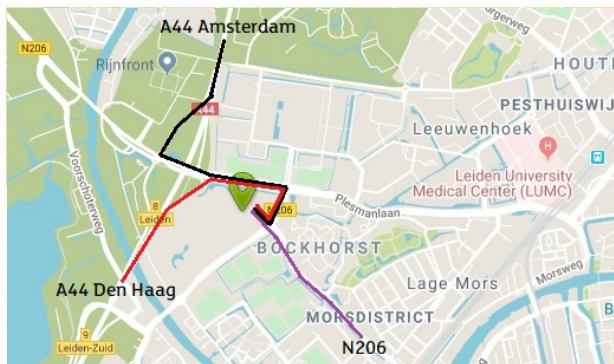 A44 Amsterdam
urgerweg
N206
Rijnfront
HOUT
PESTHUISWIJ
A44
Leeuwenhoek
Voorschoterweg
Leiden University
Medical Center (LUMC)
H
8
Leiden
Plesmanlaan
N206
BOCKHORST
Morsweg
A44 Den Haag
Lage Mors
B
MORSDISTRICT
9
Leiden-Zuid
N206